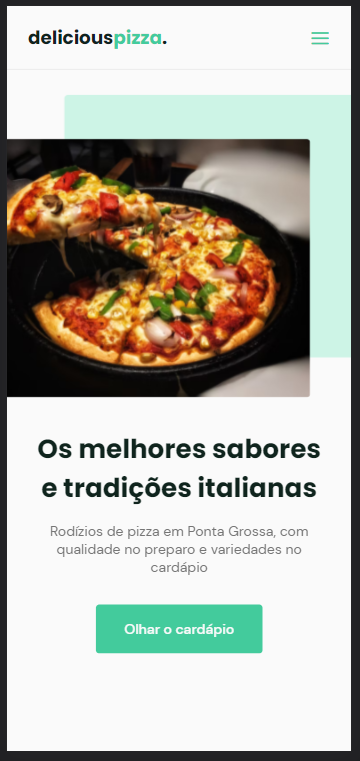 deliciouspizza.
Os melhores sabores
e tradições italianas
Rodízios de pizza em Ponta Grossa, com
qualidade no preparo e variedades no
cardápio
Olhar o cardápio